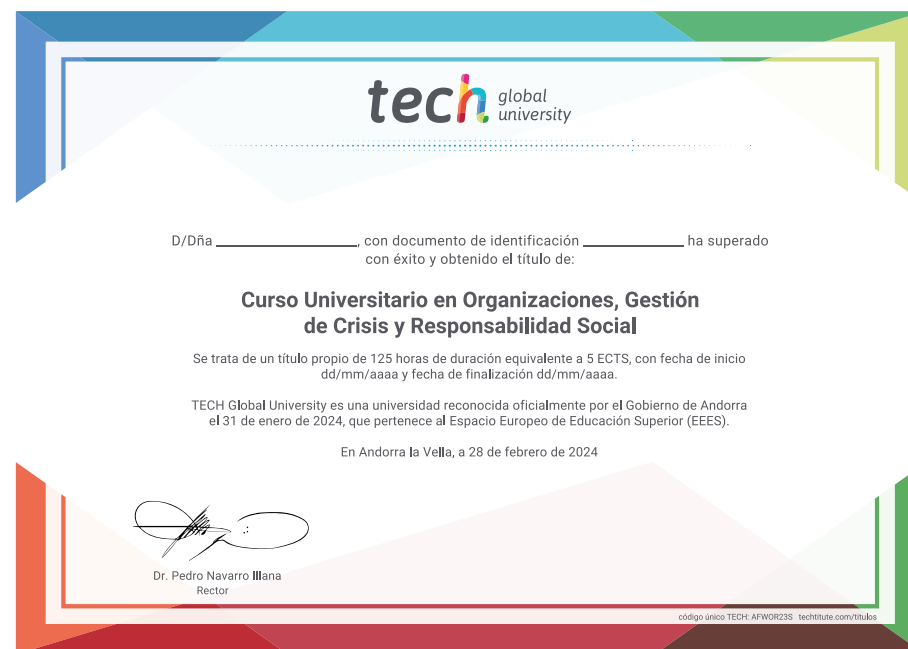 tech global
university
D/Dña ____________________, con documento de identificación ______________ ha superado
con éxito y obtenido el título de:
Curso Universitario en Organizaciones, Gestión
de Crisis y Responsabilidad Social
Se trata de un título propio de 125 horas de duración equivalente a 5 ECTS, con fecha de inicio
dd/mm/aaaa y fecha de finalización dd/mm/aaaa.
TECH Global University es una universidad reconocida oficialmente por el Gobierno de Andorra
el 31 de enero de 2024, que pertenece al Espacio Europeo de Educación Superior (EEES).
En Andorra la Vella, a 28 de febrero de 2024
Dr. Pedro Navarro Illana
Rector
código único TECH: AFWOR23S techtitute.com/titulos